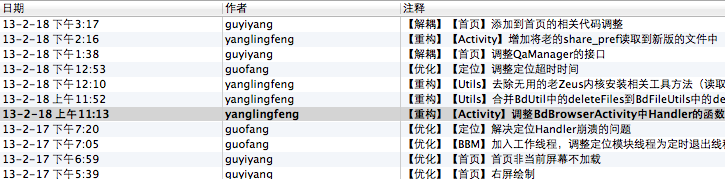 日期 作者 注释
13-2-18 下午3:17 guyiyang 【解耦】【首页】添加到首页的相关代码调整
13-2-18 下午2:16 yanglingfeng 【重构】【Activity】增加将老的share_pref读取到新版的文件中
13-2-18 下午1:38 guyiyang 【解耦】【首页】调整QaManager的接口
13-2-18 下午12:53 guofang 【优化】【定位】调整定位超时时间
13-2-18 下午12:10 yanglingfeng 【重构】【Utils】去除无用的老Zeus内核安装相关工具方法（读取
13-2-18 上午11:52 yanglingfeng 【重构】【Utils】合并BdUtil中的deleteFiles到BdFileUtils中的de
13-2-18 上午11:13 yanglingfeng 【重构】【Activity】调整BdBrowserActivity中Handler的函数
13-2-17 下午7:20 guofang 【优化】【定位】解决定位Handler崩溃的问题
13-2-17 下午7:05 guofang 【优化】【BBM】加入工作线程，调整定位模块线程为定时退出线程
13-2-17 下午6:59 guyiyang 【优化】【首页】首页非当前屏幕不加载
13-2-17 下午5:39 guyiyang 【优化】【首页】右屏绘制